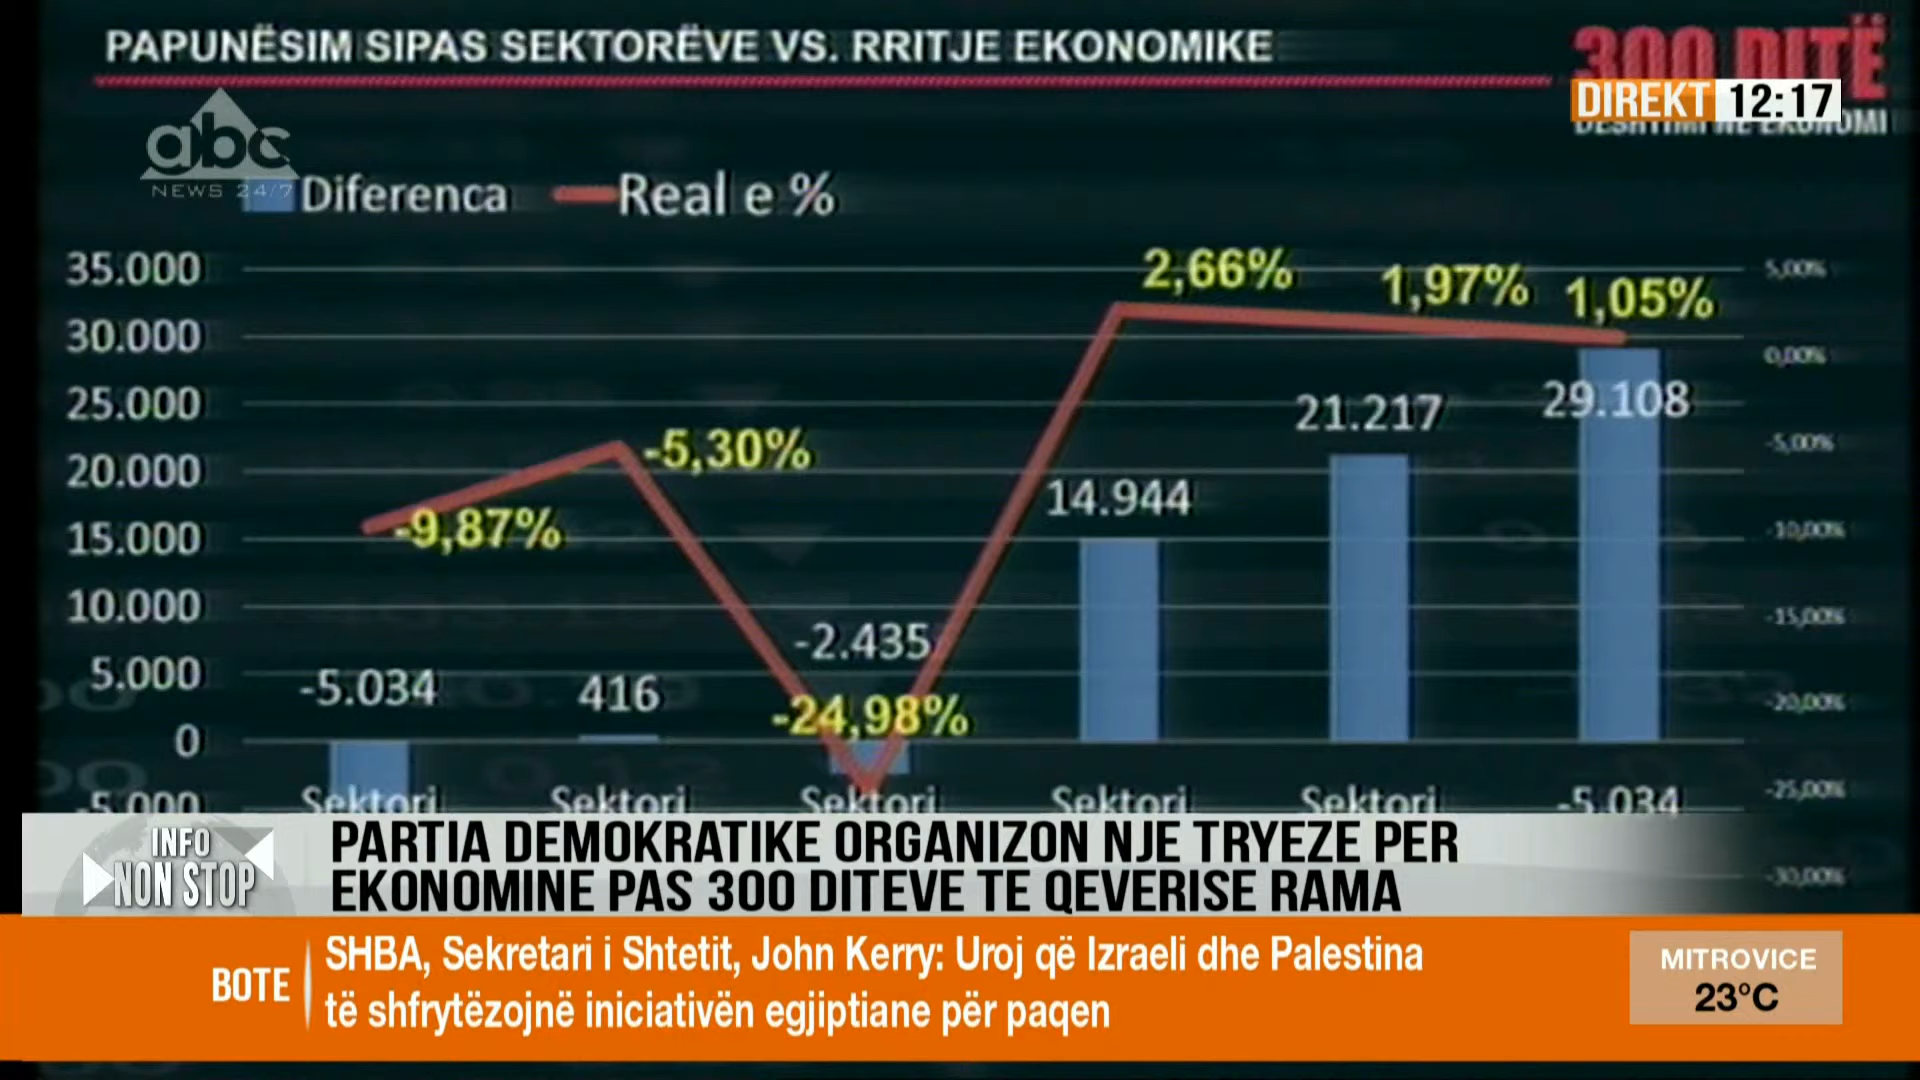 PAPUNËSIM SIPAS SEKTORËVE VS. RRITJE EKONOMIKE
300 DITË
DËSHTIMI NË EKONOMI
DIREKT 12:17
abc
NEWS 24/7
Diferenca Real e %
35.000
30.000
25.000
20.000
15.000
10.000
5.000
0
-5.000
2,66%
1,97%
1,05%
-5,30%
-9,87%
-24,98%
-5.034
416
-2.435
14.944
21.217
29.108
5,00%
0,00%
-5,00%
-10,00%
-15,00%
-20,00%
-25,00%
-30,00%
Sektori Sektori Sektori Sektori Sektori -5.034
INFO
NON STOP
PARTIA DEMOKRATIKE ORGANIZON NJE TRYEZE PER
EKONOMINE PAS 300 DITEVE TE QEVERISE RAMA
BOTE
SHBA, Sekretari i Shtetit, John Kerry: Uroj që Izraeli dhe Palestina
të shfrytëzojnë iniciativën egjiptiane për paqen
MITROVICE
23°C